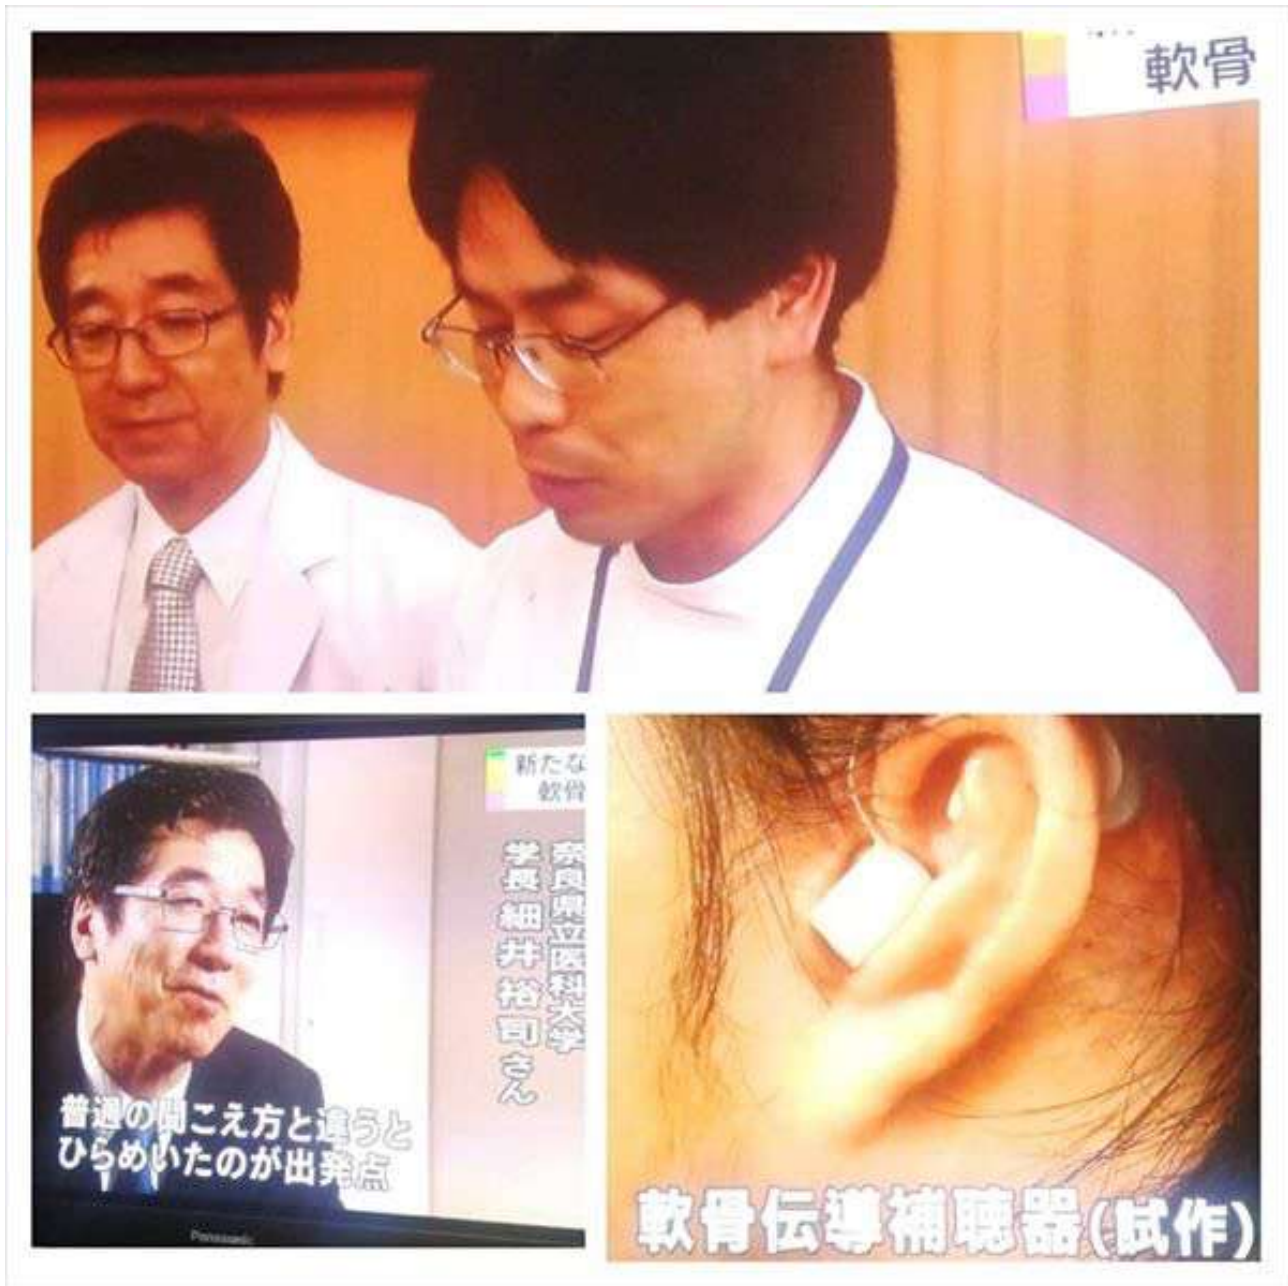 軟骨
新たな
軟骨
奈良県立医科大学
学長細井裕司さん
普通の聞こえ方と違うと
ひらめいたのが出発点
Panasonic
軟骨伝導補聴器(試作)